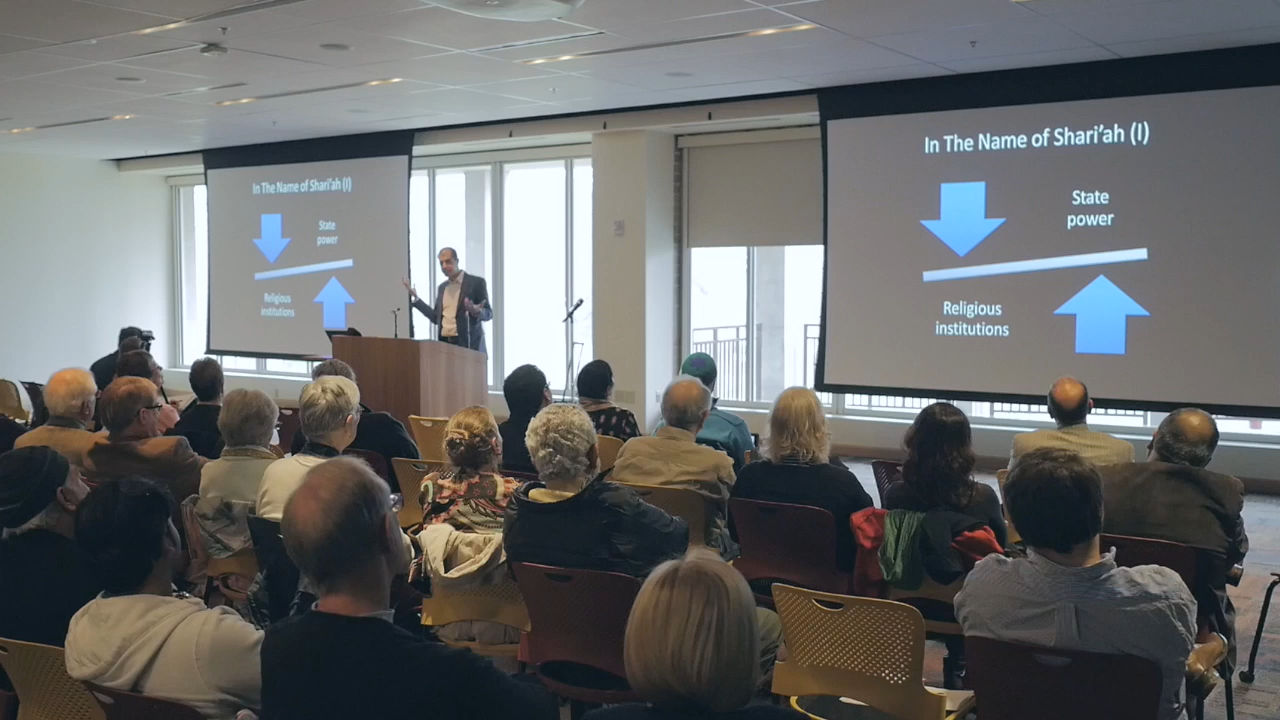 In The Name of Shari'ah (I)
State
power
Religious
institutions
In The Name of Shari'ah (I)
State
power
Religious
institutions